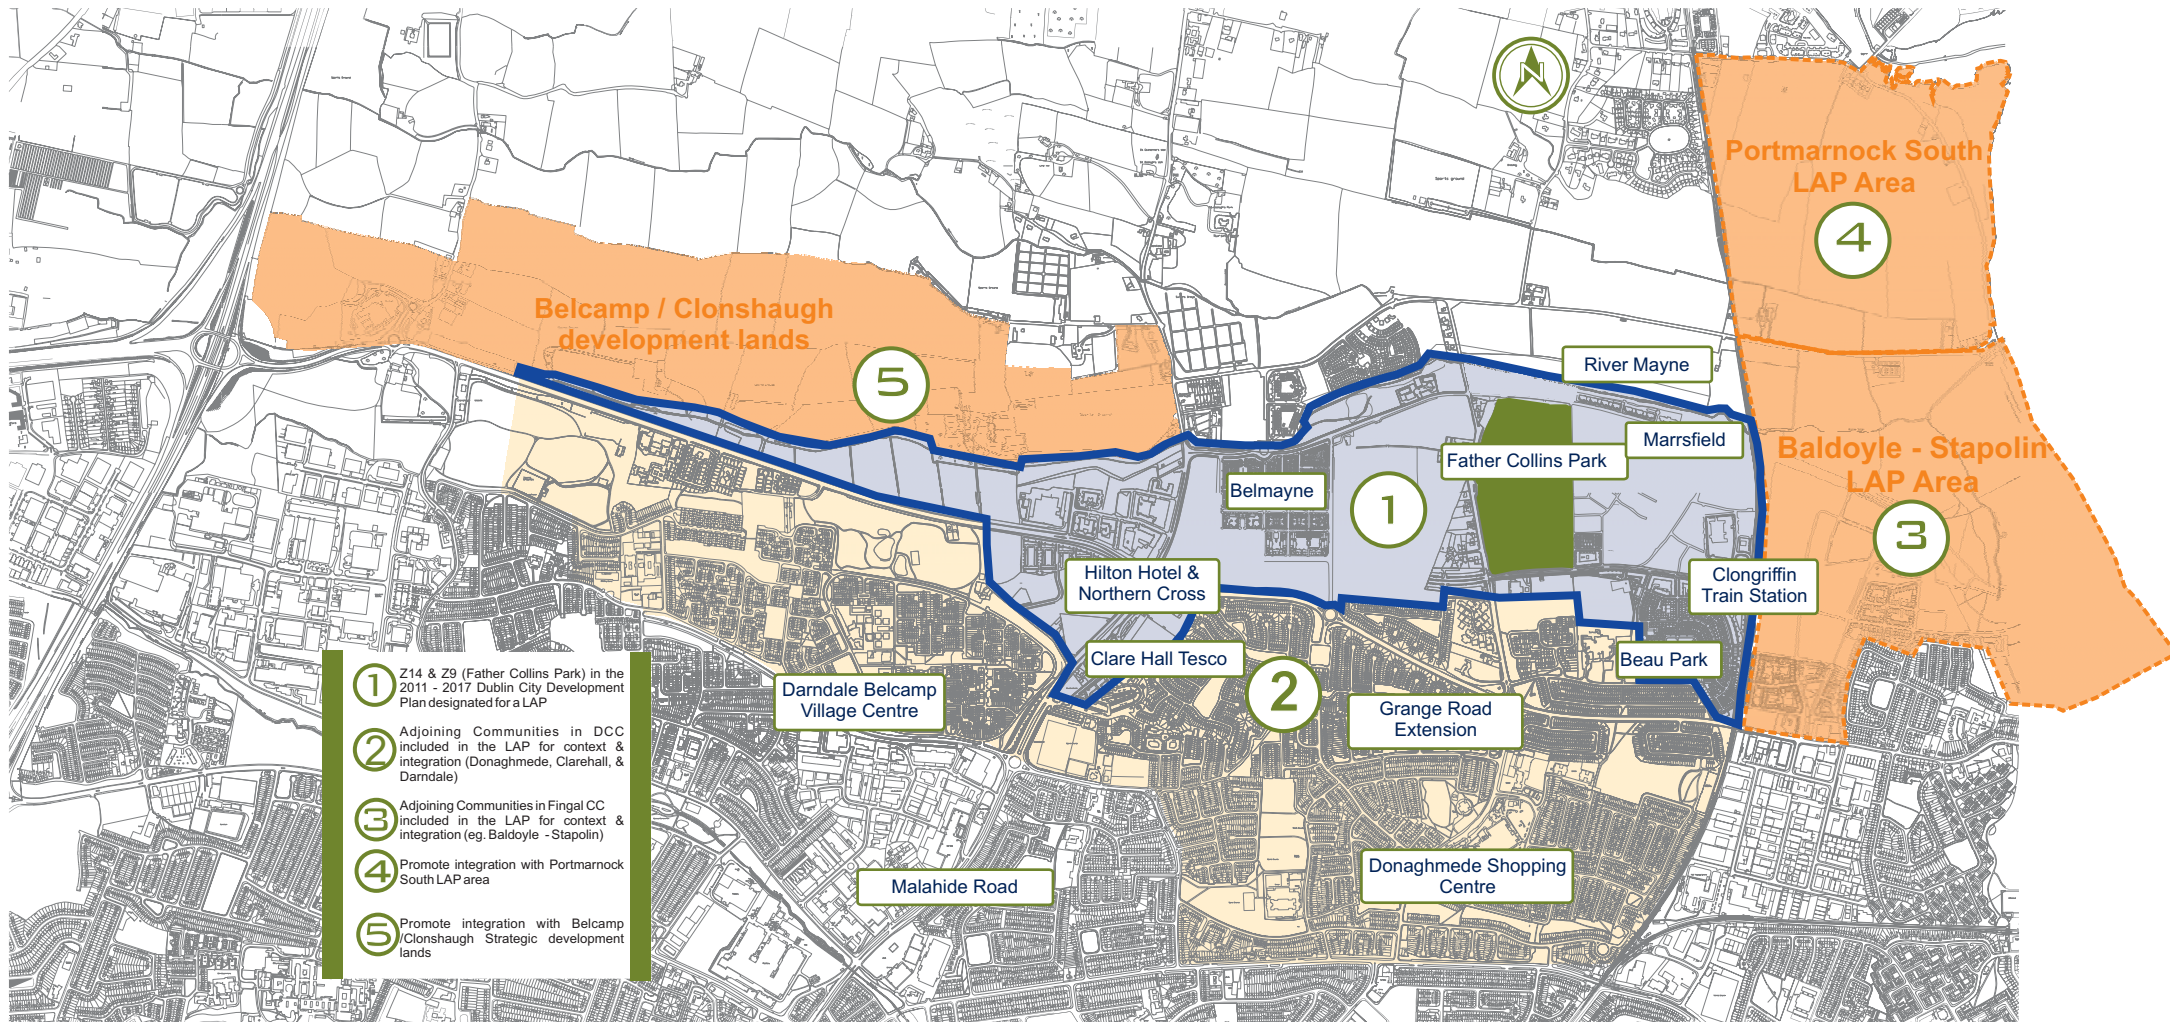 N
Portmarnock South
LAP Area
4
Belcamp / Clonshaugh
development lands
5
River Mayne
Marrsfield
Father Collins Park
Belmayne
1
Baldoyle - Stapolin
LAP Area
3
Hilton Hotel &
Northern Cross
Clongriffin
Train Station
Clare Hall Tesco
Beau Park
2
Darndale Belcamp
Village Centre
Grange Road
Extension
Malahide Road
Donaghmede Shopping
Centre
1
Z14 & Z9 (Father Collins Park) in the
2011 - 2017 Dublin City Development
Plan designated for a LAP
2
Adjoining Communities in DCC
included in the LAP for context &
integration (Donaghmede, Clarehall, &
Darndale)
3
Adjoining Communities in Fingal CC
included in the LAP for context &
integration (eg. Baldoyle - Stapolin)
4
Promote integration with Portmarnock
South LAP area
5
Promote integration with Belcamp
/Clonshaugh Strategic development
lands